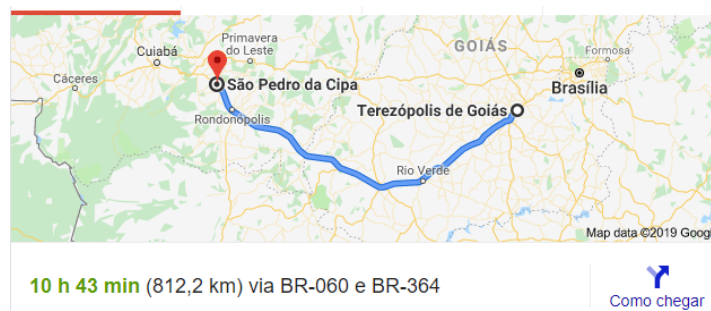 Primavera
do Leste
GOIÁS
Cuiabá
Formosa
Cáceres
São Pedro da Cipa
Brasília
Terezópolis de Goiás
Rondonópolis
Rio Verde
Map data ©2019 Googl
10 h 43 min (812,2 km) via BR-060 e BR-364
Como chegar